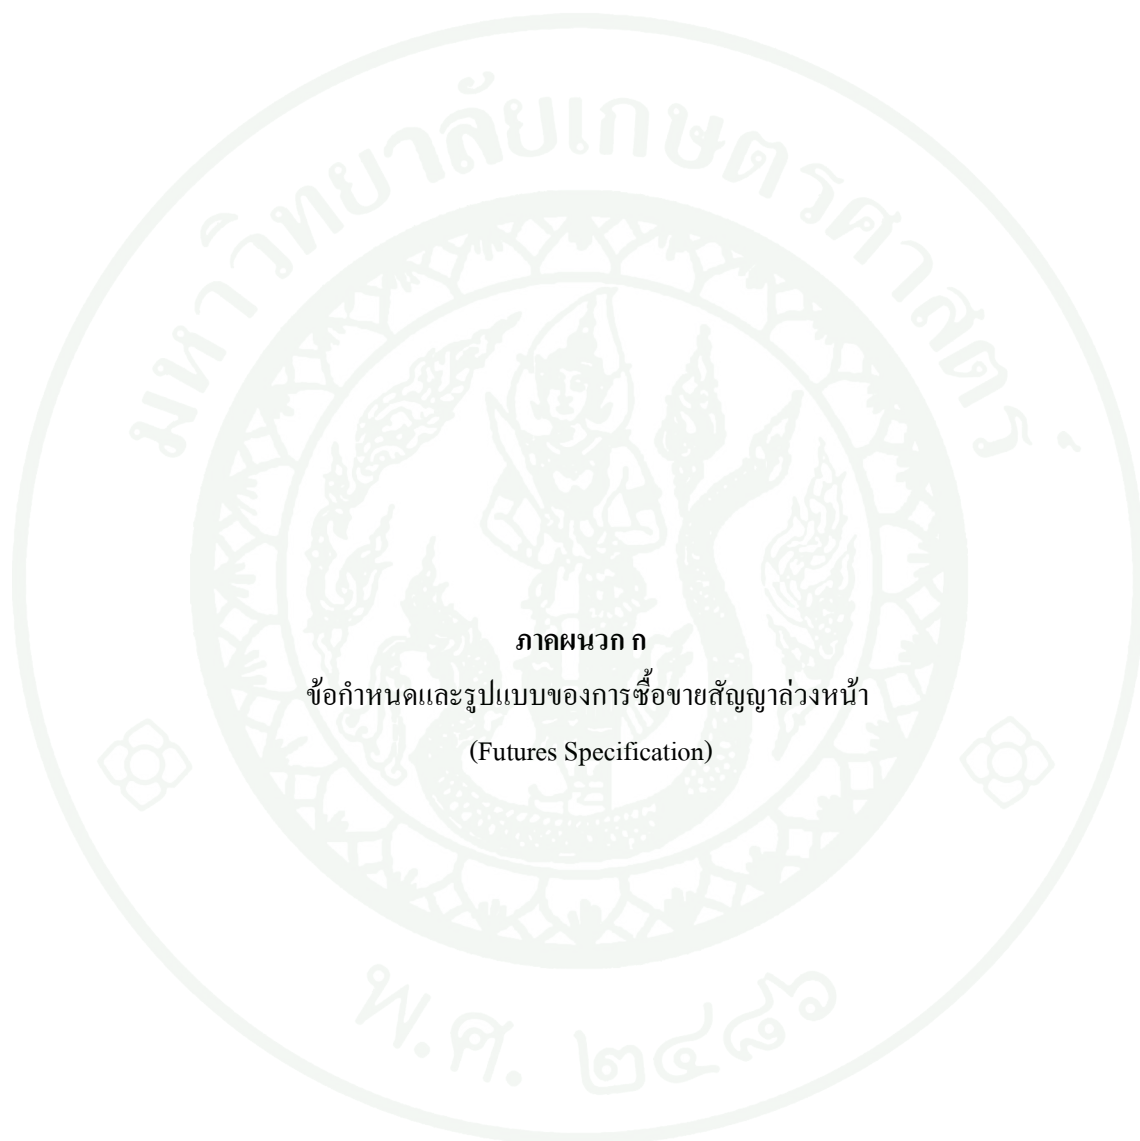 มหาวิทยาลัยเกษตรศาสตร์
ภาคผนวก ก
ข้อกำหนดและรูปแบบของการซื้อขายสัญญาล่วงหน้า
(Futures Specification)
พ.ศ. ๒๔๘๖